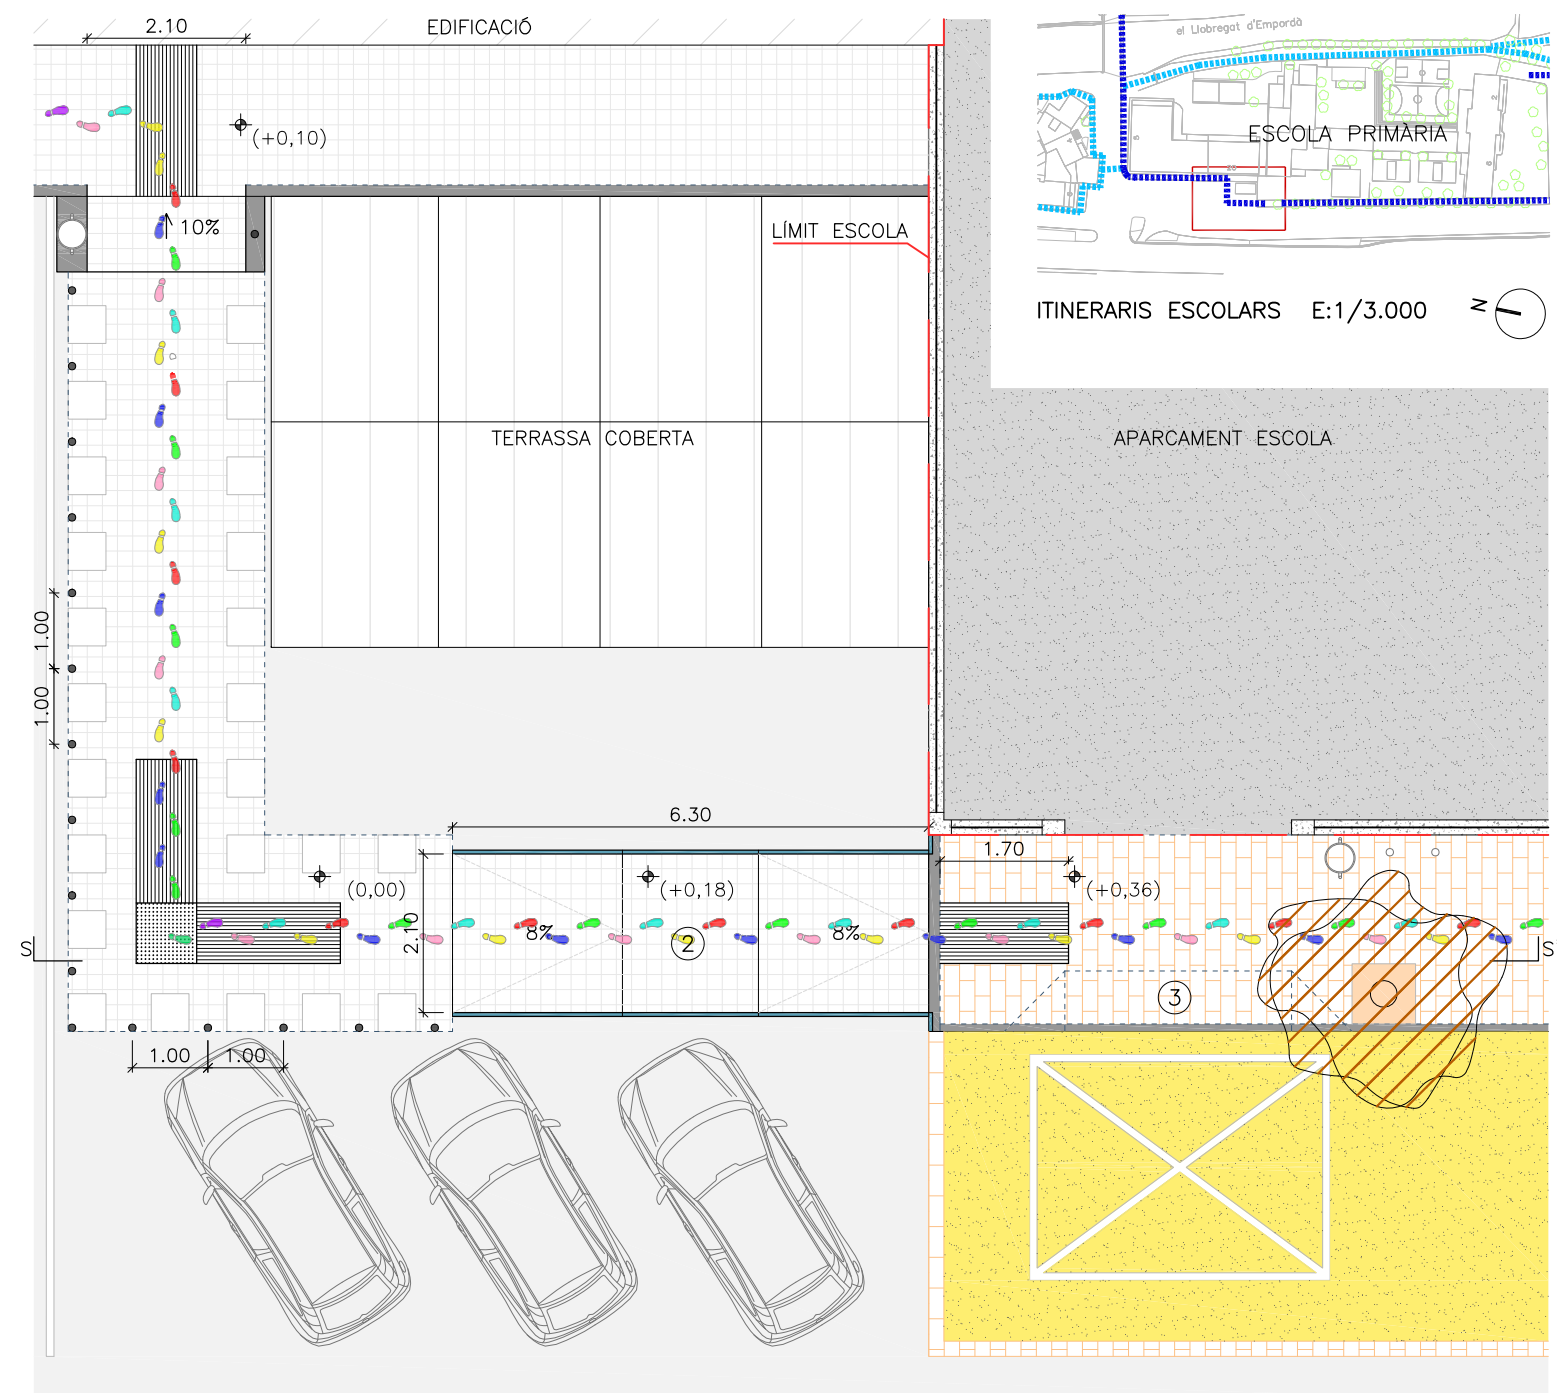 2.10
EDIFICACIÓ
el Llobregat d'Empordà
(+0,10)
ESCOLA PRIMÀRIA
10%
LÍMIT ESCOLA
ITINERARIS ESCOLARS E:1/3.000
N
TERRASSA COBERTA
APARCAMENT ESCOLA
1.00
1.00
6.30
1.70
(0,00)
(+0,18)
(+0,36)
2.10
8%
2
8%
S
S
3
1.00
1.00